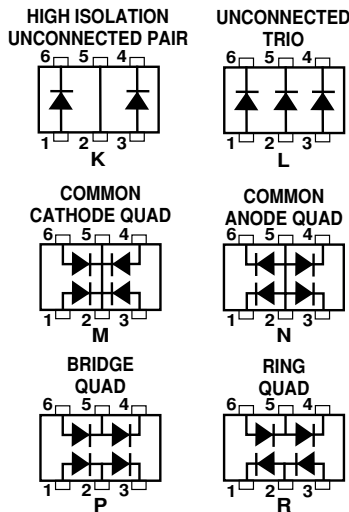 HIGH ISOLATION
UNCONNECTED PAIR
6 5 4
1 2 3
K
UNCONNECTED
TRIO
6 5 4
1 2 3
L
COMMON
CATHODE QUAD
6 5 4
1 2 3
M
COMMON
ANODE QUAD
6 5 4
1 2 3
N
BRIDGE
QUAD
6 5 4
1 2 3
P
RING
QUAD
6 5 4
1 2 3
R